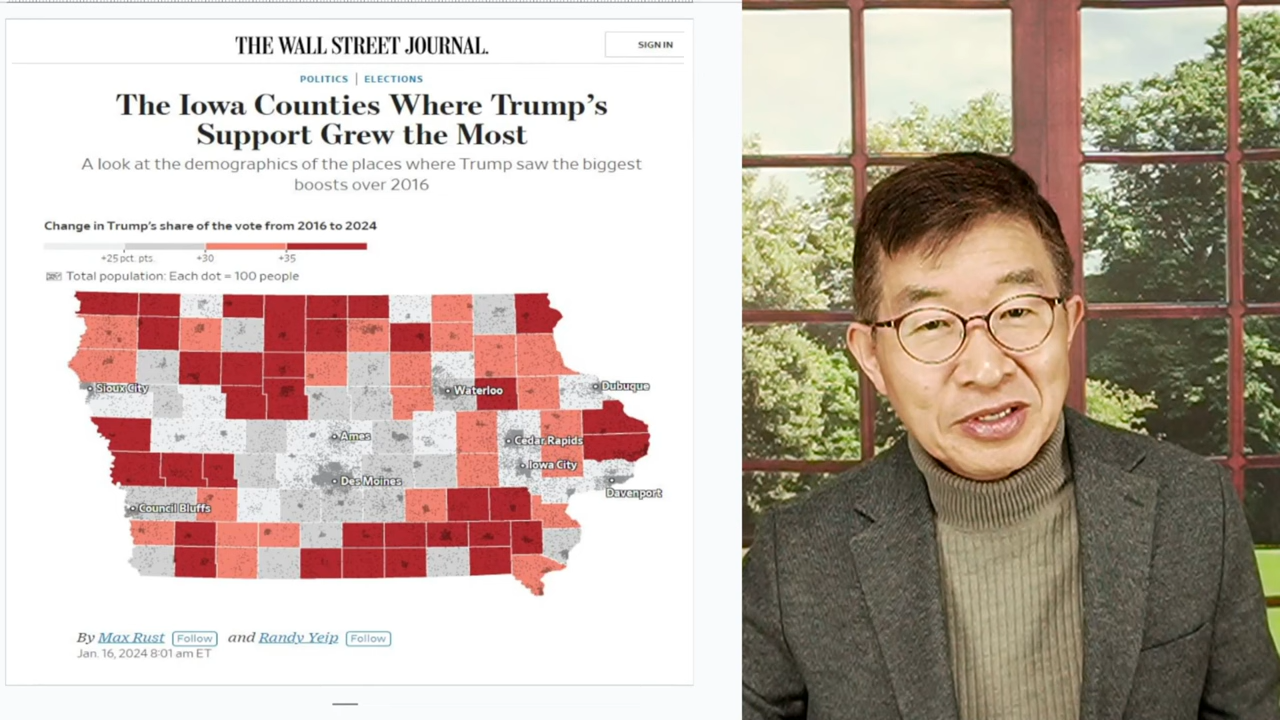 THE WALL STREET JOURNAL.
SIGN IN
POLITICS | ELECTIONS
The Iowa Counties Where Trump's
Support Grew the Most
A look at the demographics of the places where Trump saw the biggest
boosts over 2016
Change in Trump's share of the vote from 2016 to 2024
+25 pct. pts. +30 +35
Total population: Each dot = 100 people
Sioux City
Waterloo
Dubuque
Ames
Cedar Rapids
Iowa City
Des Moines
Davenport
Council Bluffs
By Max Rust Follow and Randy Yeip Follow
Jan. 16, 2024 8:01 am ET